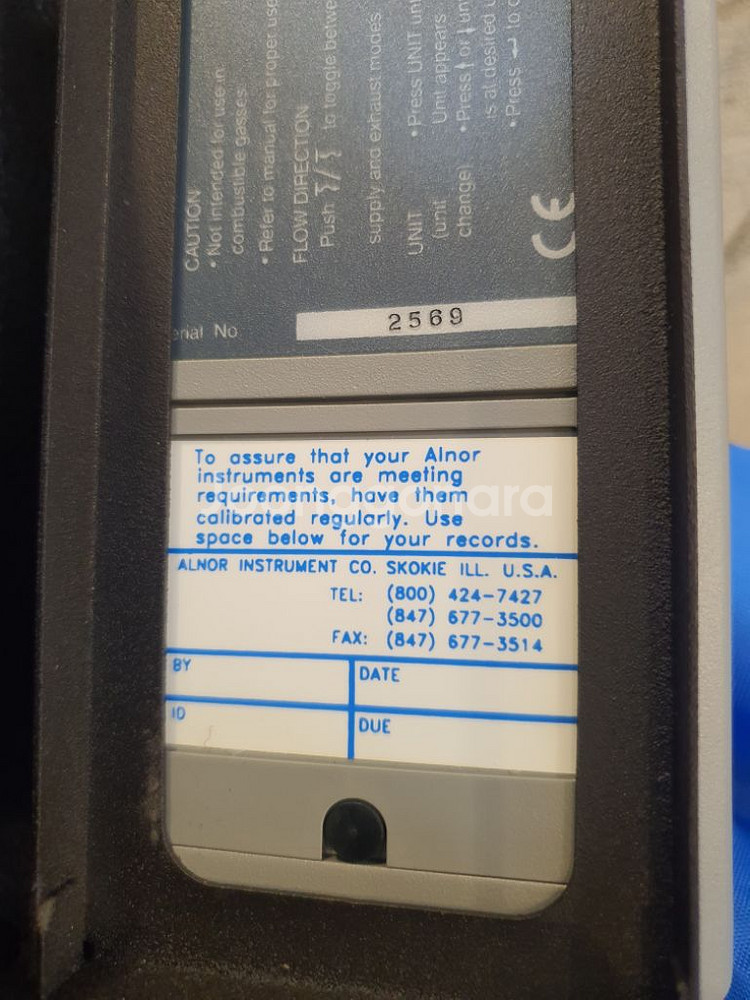 CAUTION
• Not intended for use in
combustible gasses.
• Refer to manual for proper use
FLOW DIRECTION
Push / to toggle betwe
supply and exhaust modes
UNIT • Press UNIT un
(unit Unit appears
change) • Press or un
is at desired u
• Press to c
CE
erial No. 2569
To assure that your Alnor
instruments are meeting
requirements, have them
calibrated regularly. Use
space below for your records.
ALNOR INSTRUMENT CO. SKOKIE ILL. U.S.A.
TEL: (800) 424-7427
(847) 677-3500
FAX: (847) 677-3514
BY DATE
ID DUE